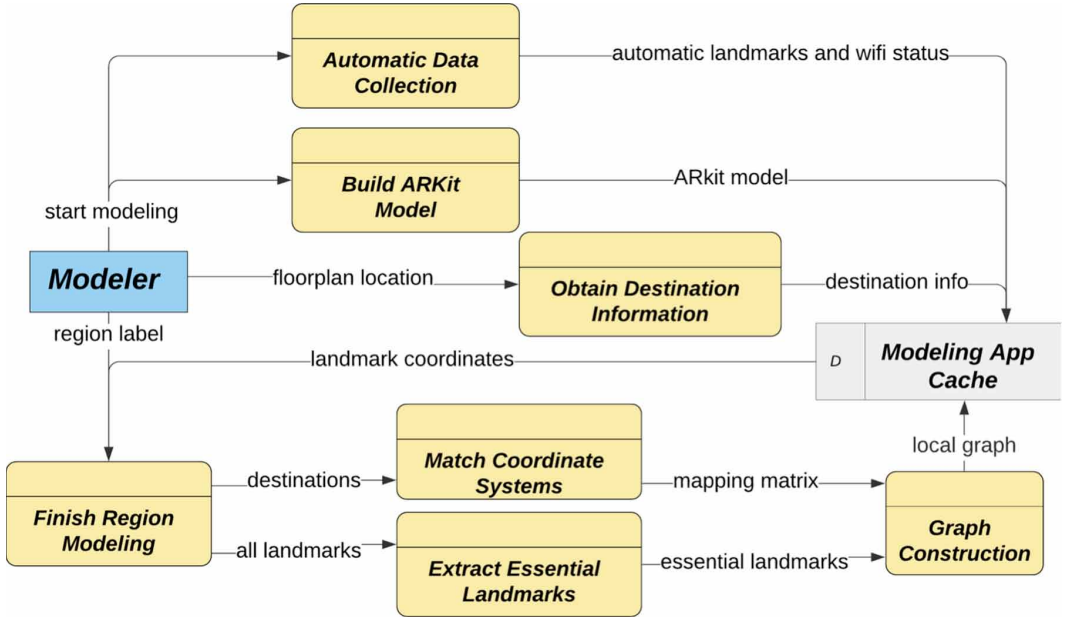 Automatic Data
Collection
automatic landmarks and wifi status
Build ARKit
Model
ARkit model
start modeling
Modeler
floorplan location
Obtain Destination
Information
destination info
region label
landmark coordinates
D
Modeling App
Cache
Match Coordinate
Systems
local graph
destinations
mapping matrix
Finish Region
Modeling
Graph
Construction
all landmarks
essential landmarks
Extract Essential
Landmarks